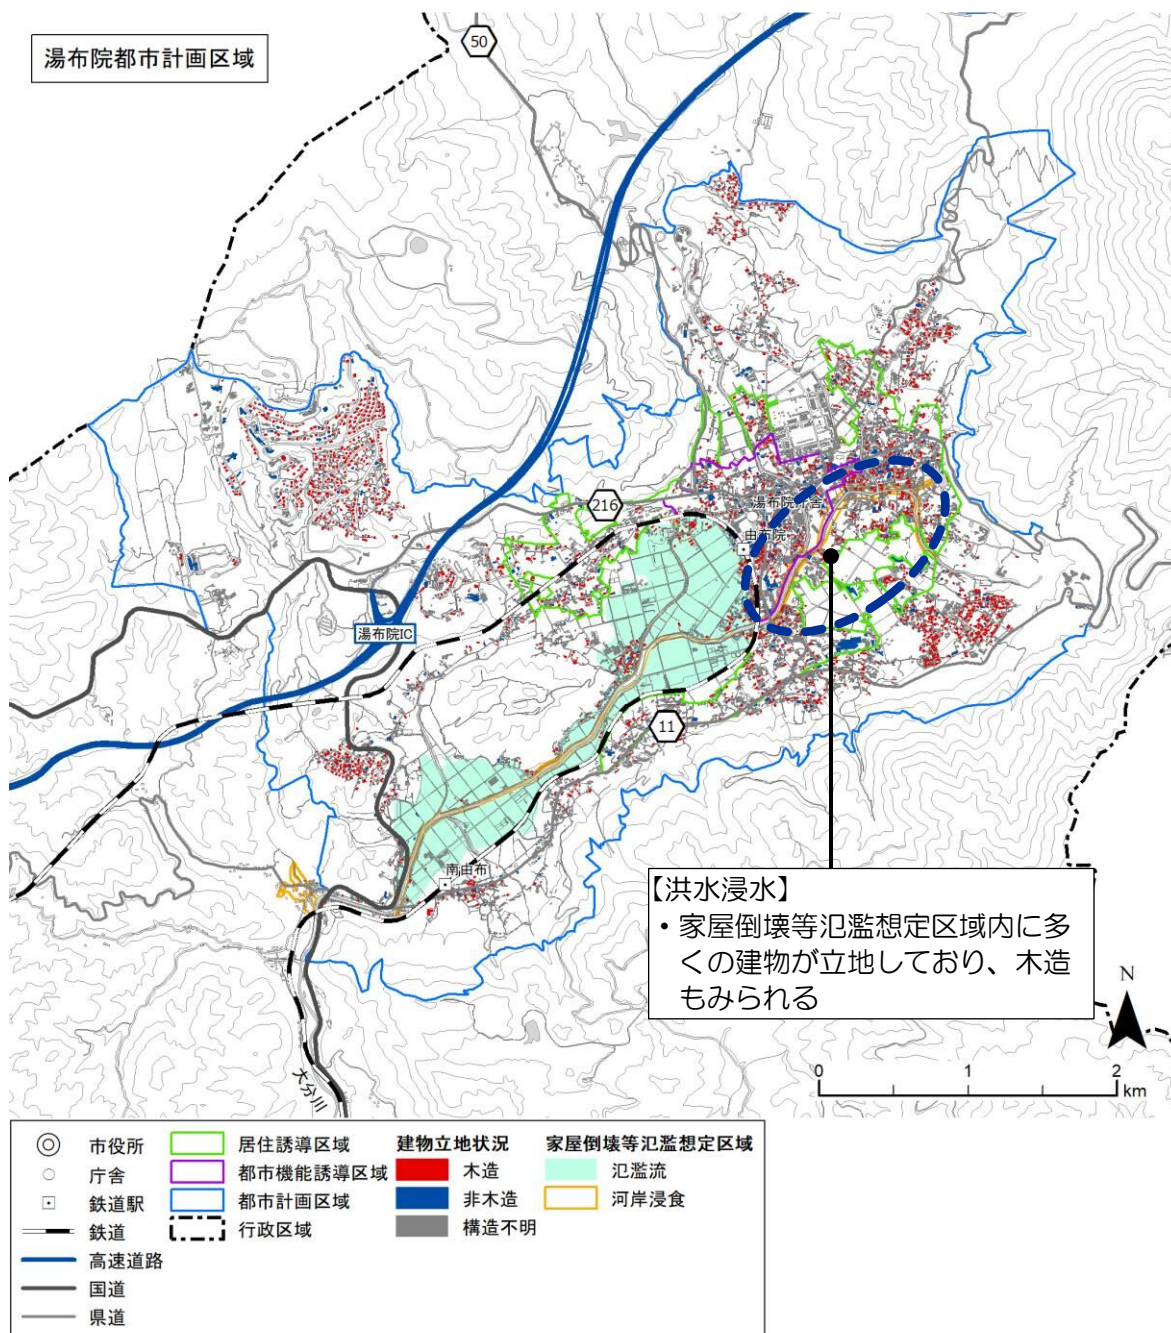 湯布院都市計画区域
50
216
湯布院庁舎
由布院
湯布院IC
11
南由布
【洪水浸水】
・家屋倒壊等氾濫想定区域内に多
くの建物が立地しており、木造
もみられる
N
0 1 2
km
大分川
市役所
庁舎
鉄道駅
鉄道
高速道路
国道
県道
居住誘導区域
都市機能誘導区域
都市計画区域
行政区域
建物立地状況
木造
非木造
構造不明
家屋倒壊等氾濫想定区域
氾濫流
河岸浸食